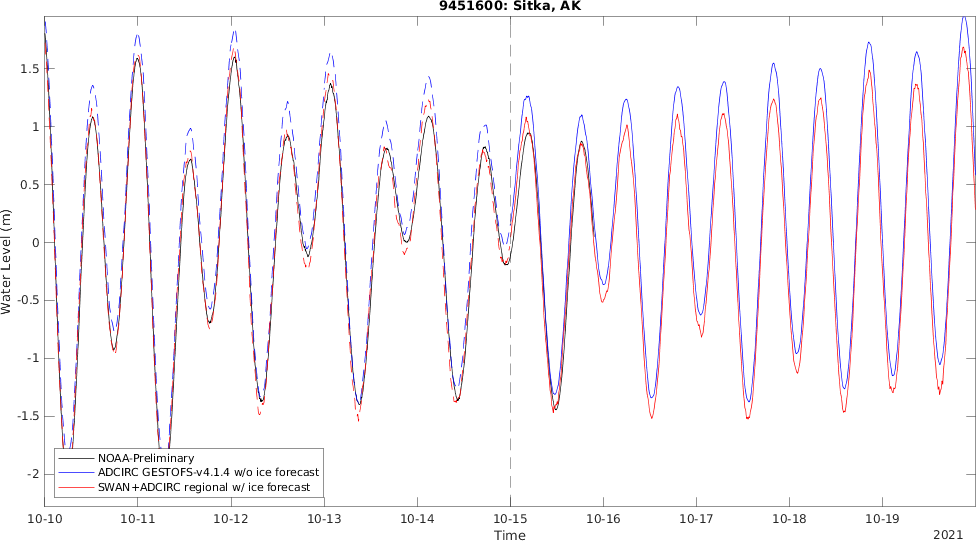 9451600: Sitka, AK
Water Level (m)
1.5
1
0.5
0
-0.5
-1
-1.5
-2
NOAA-Preliminary
ADCIRC GESTOFS-v4.1.4 w/o ice forecast
SWAN+ADCIRC regional w/ ice forecast
10-10 10-11 10-12 10-13 10-14 10-15 10-16 10-17 10-18 10-19
Time
2021